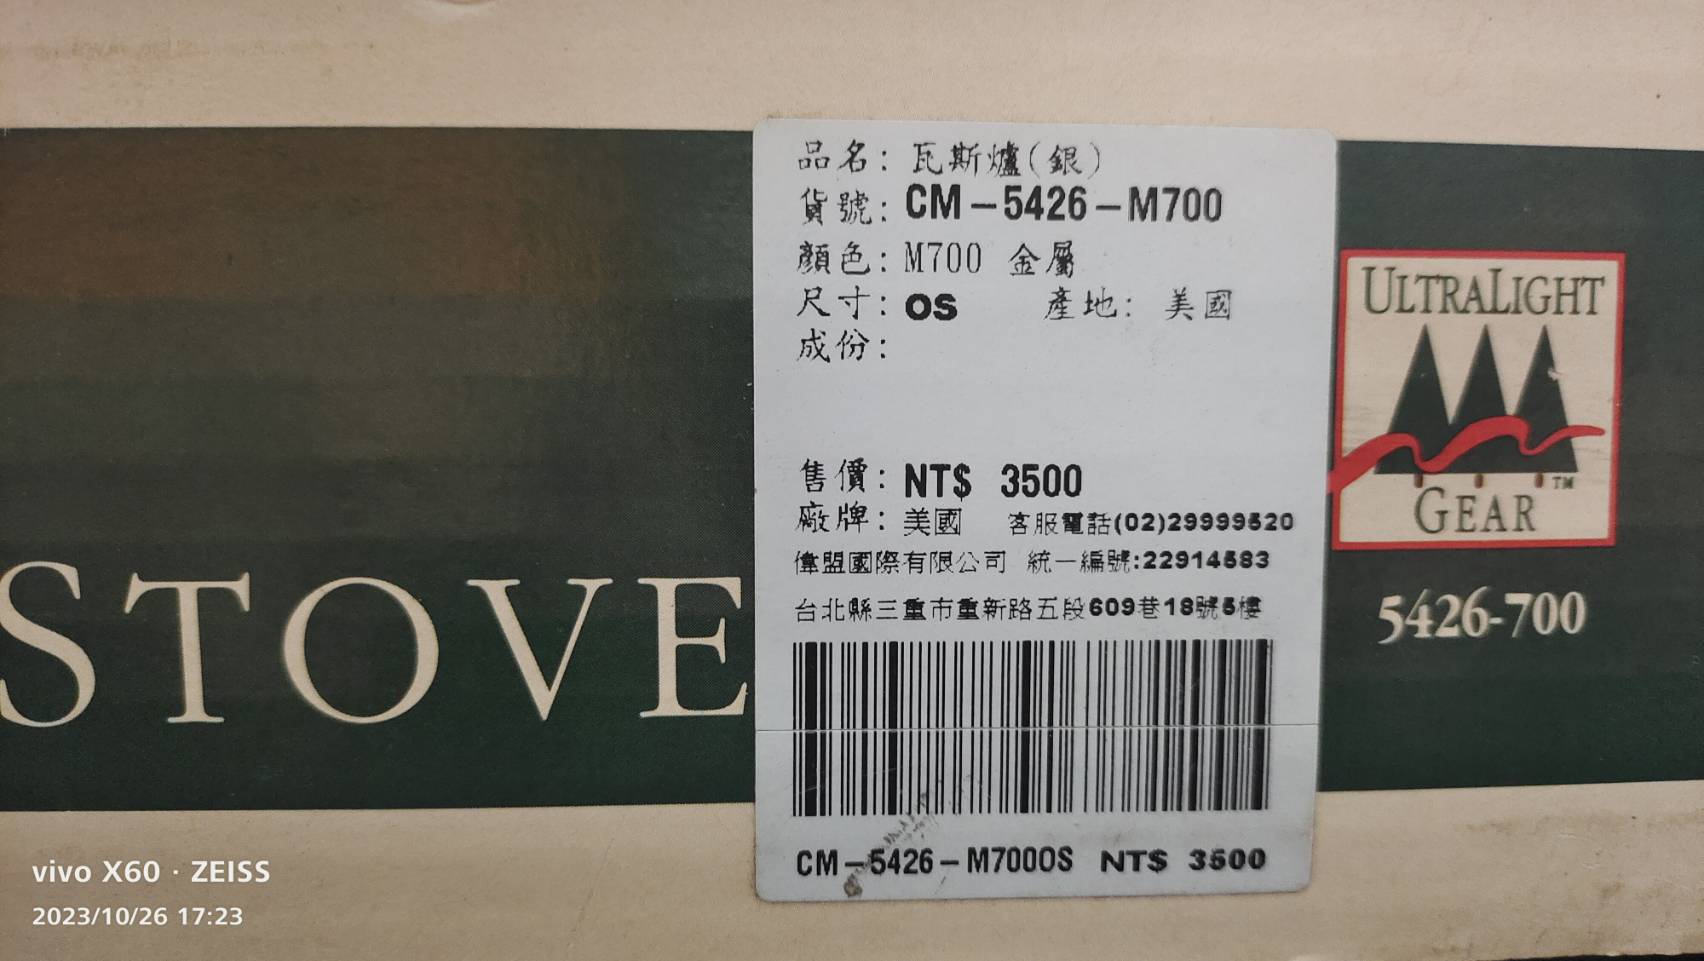 品名: 瓦斯爐(銀)
貨號: CM-5426-M700
顏色: M700 金屬
尺寸: OS 產地: 美國
成份:
售價: NT$ 3500
廠牌: 美國 客服電話(02)29999520
偉盟國際有限公司 統一編號:22914583
台北縣三重市重新路五段609巷18號5樓
CM-5426-M700OS NT$ 3500
STOVE
ULTRALIGHT
GEAR™
5426-700
vivo X60 · ZEISS
2023/10/26 17:23